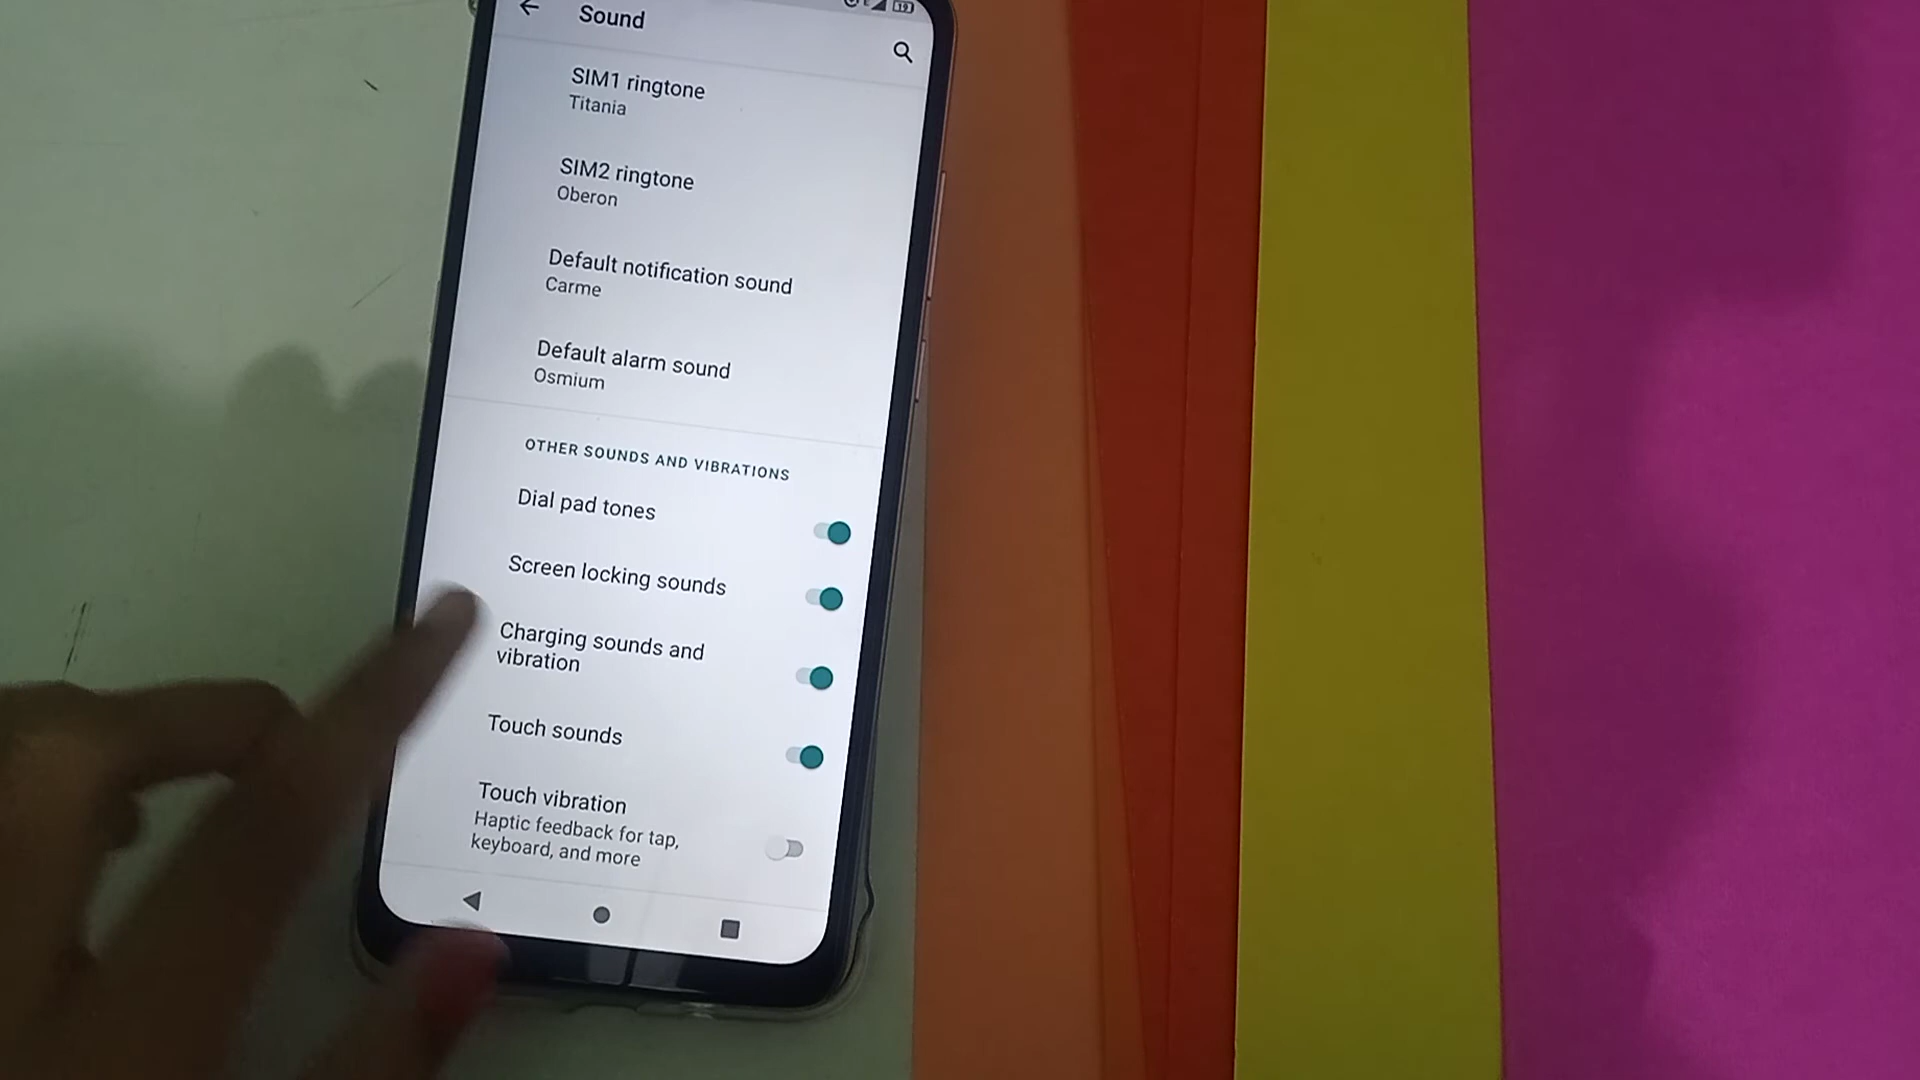 Sound
SIM1 ringtone
Titania
SIM2 ringtone
Oberon
Default notification sound
Carme
Default alarm sound
Osmium
OTHER SOUNDS AND VIBRATIONS
Dial pad tones
Screen locking sounds
Charging sounds and
vibration
Touch sounds
Touch vibration
Haptic feedback for tap,
keyboard, and more